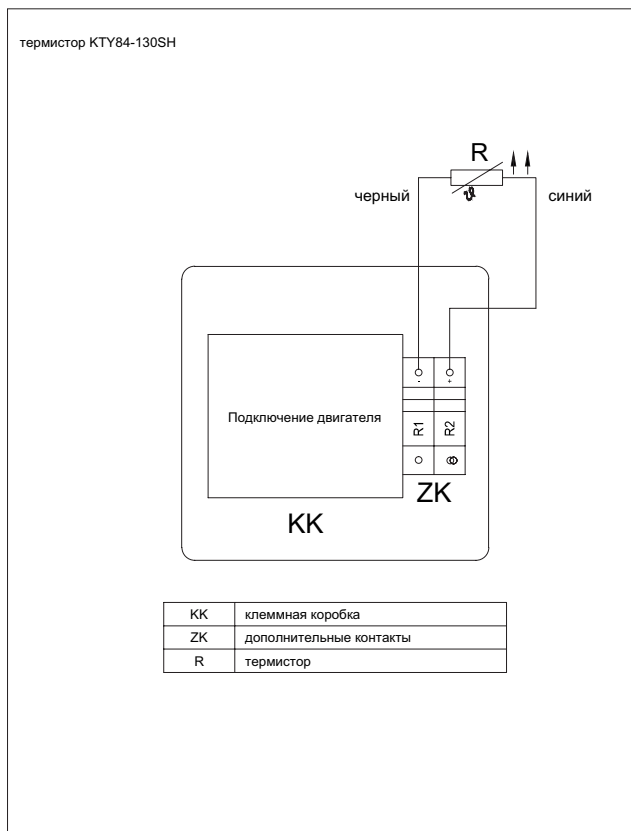 термистор KTY84-130SH
R
черный
ϑ
синий
-
+
Подключение двигателя
R1
R2
ZK
KK
KK клеммная коробка
ZK дополнительные контакты
R термистор